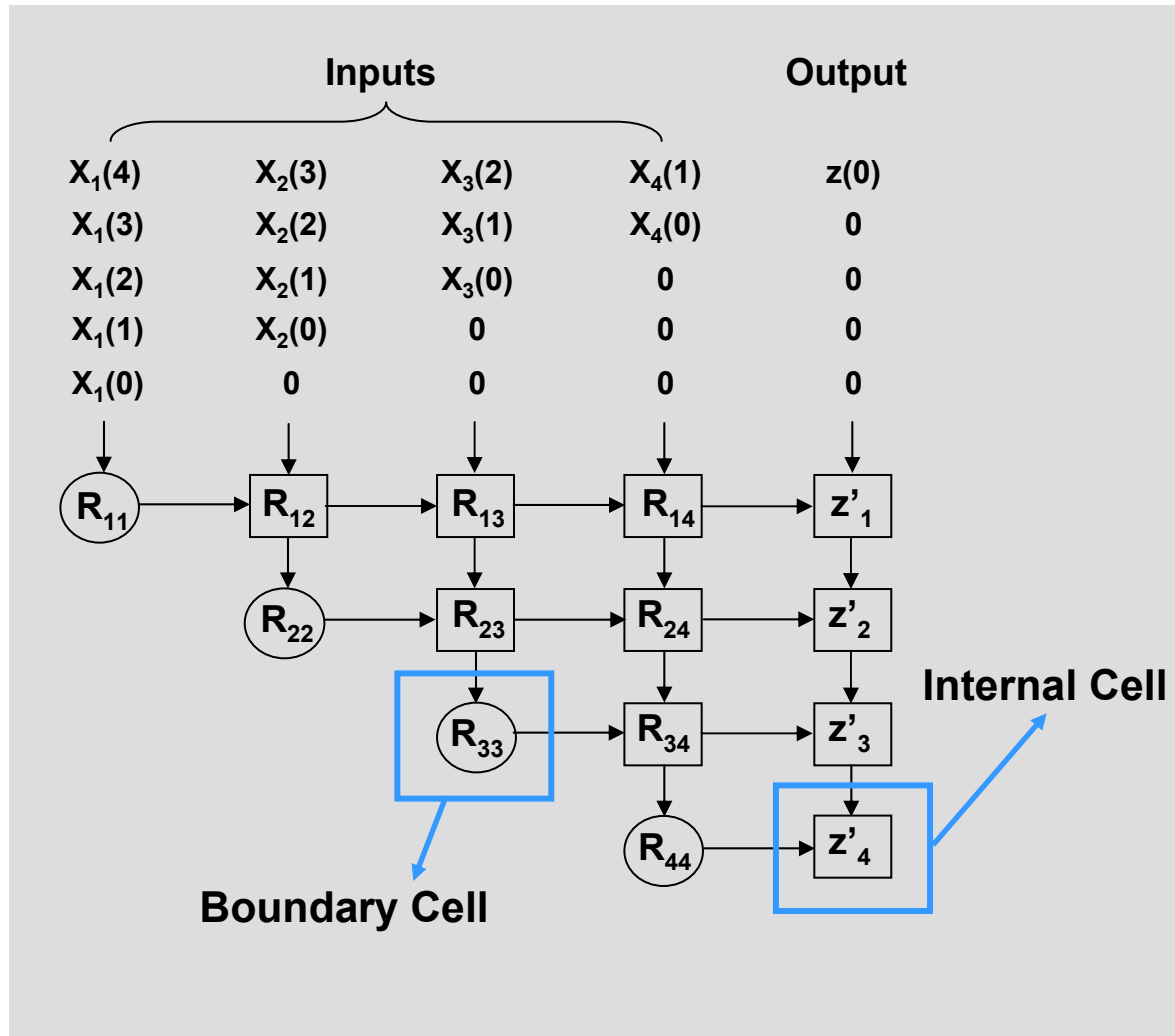 Inputs Output
X1(4) X2(3) X3(2) X4(1) z(0)
X1(3) X2(2) X3(1) X4(0) 0
X1(2) X2(1) X3(0) 0 0
X1(1) X2(0) 0 0 0
X1(0) 0 0 0 0
R11 R12 R13 R14 z'1
R22 R23 R24 z'2
Internal Cell
R33 R34 z'3
R44 z'4
Boundary Cell